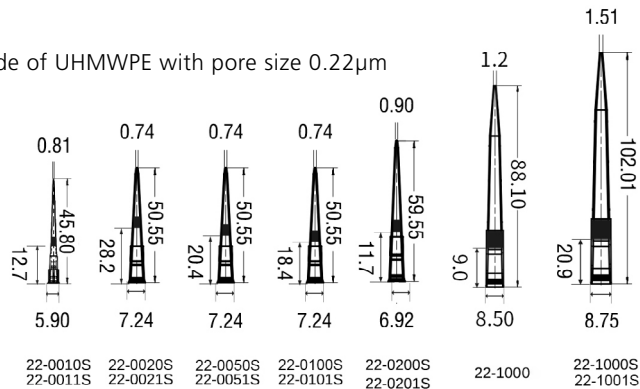 1.51
de of UHMWPE with pore size 0.22µm
1.2
0.90
0.81 0.74 0.74 0.74
45.80 50.55 50.55 50.55 59.55 88.10 102.01
12.7 28.2 20.4 18.4 11.7 9.0 20.9
5.90 7.24 7.24 7.24 6.92 8.50 8.75
22-0010S 22-0020S 22-0050S 22-0100S 22-0200S 22-1000 22-1000S
22-0011S 22-0021S 22-0051S 22-0101S 22-0201S 22-1001S